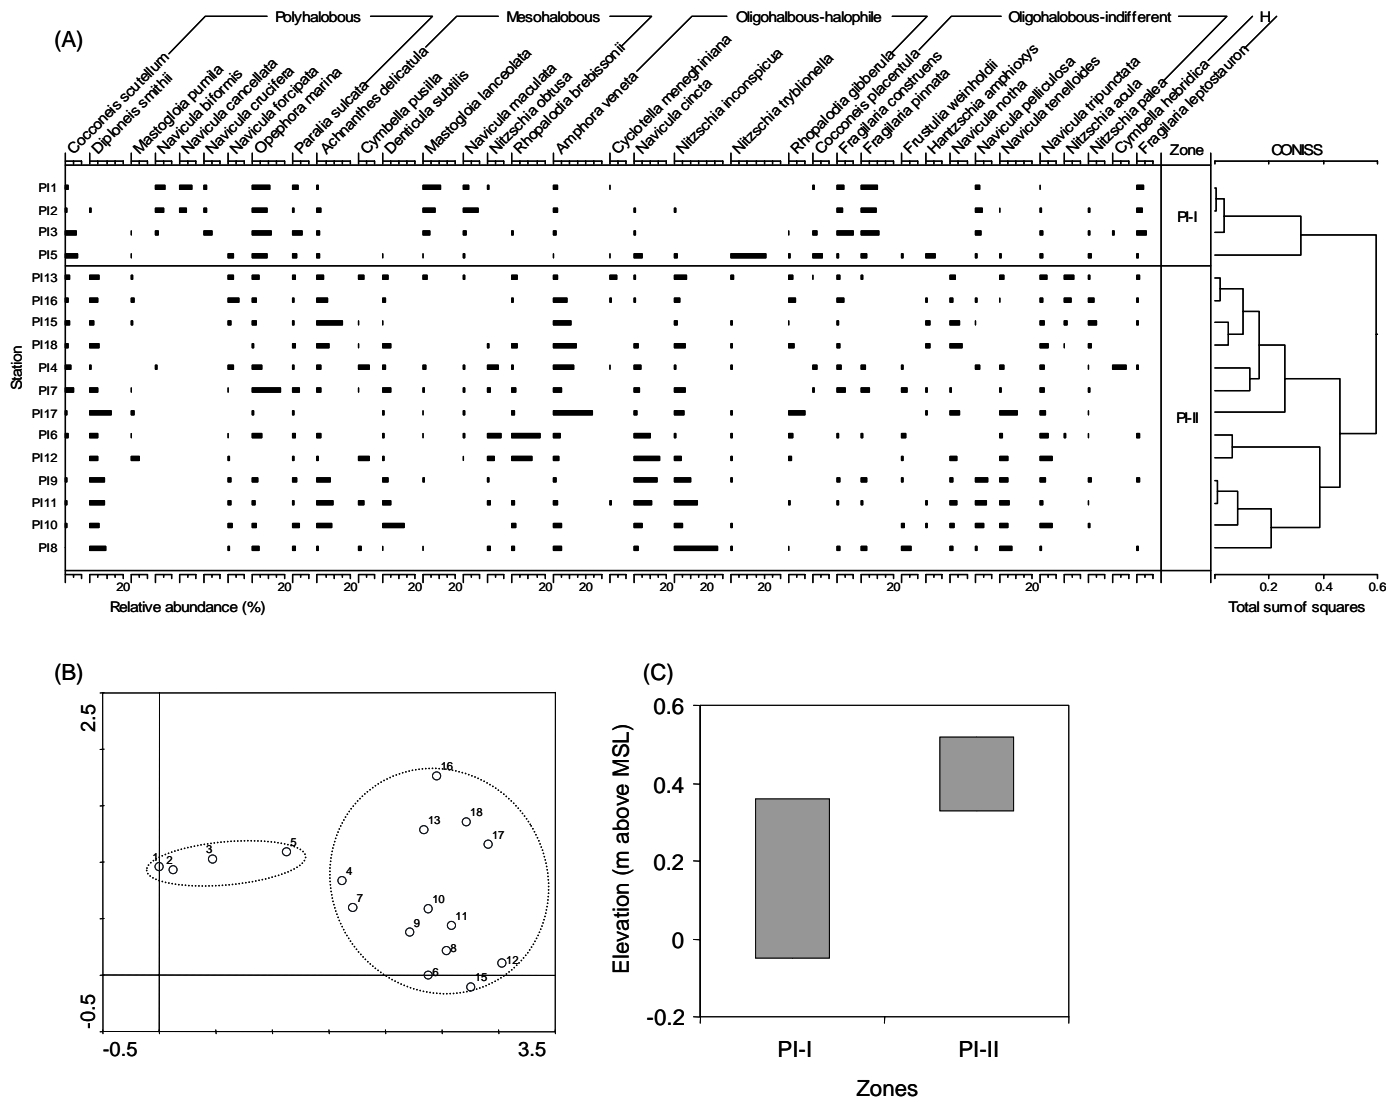 (A)
Polyhalobous Mesohalobous Oligohalbous-halophile Oligohalobous-indifferent H
Cocconeis scutellum
Diploneis smithii
Mastogloia pumila
Navicula biformis
Navicula cancellata
Navicula crucifera
Navicula forcipata
Opephora marina
Paralia sulcata
Achnanthes delicatula
Cymbella pusilla
Denticula subtilis
Mastogloia lanceolata
Navicula maculata
Nitzschia obtusa
Rhopalodia brebissonii
Amphora veneta
Cyclotella meneghiniana
Navicula cincta
Nitzschia inconspicua
Nitzschia tryblionella
Rhopalodia gibberula
Cocconeis placentula
Fragilaria construens
Fragilaria pinnata
Frustulia weinholdii
Hantzschia amphioxys
Navicula notha
Navicula pelliculosa
Navicula tenelloides
Navicula tripunctata
Nitzschia acula
Nitzschia palea
Cymbella hebridica
Fragilaria leptostauron
Zone CONISS
Station
PI1
PI2
PI3
PI5
PI13
PI16
PI15
PI18
PI4
PI7
PI17
PI6
PI12
PI9
PI11
PI10
PI8
PI-I
PI-II
20 20 20 20 20 20 20 20 20 20 20 20
0.2 0.4 0.6
Relative abundance (%)
Total sum of squares
(B)
2.5
-0.5
-0.5 3.5
1
2
3
5
4
7
16
13
18
17
10
9
11
8
12
6
15
(C)
Elevation (m above MSL)
0.6
0.4
0.2
0
-0.2
PI-I PI-II
Zones